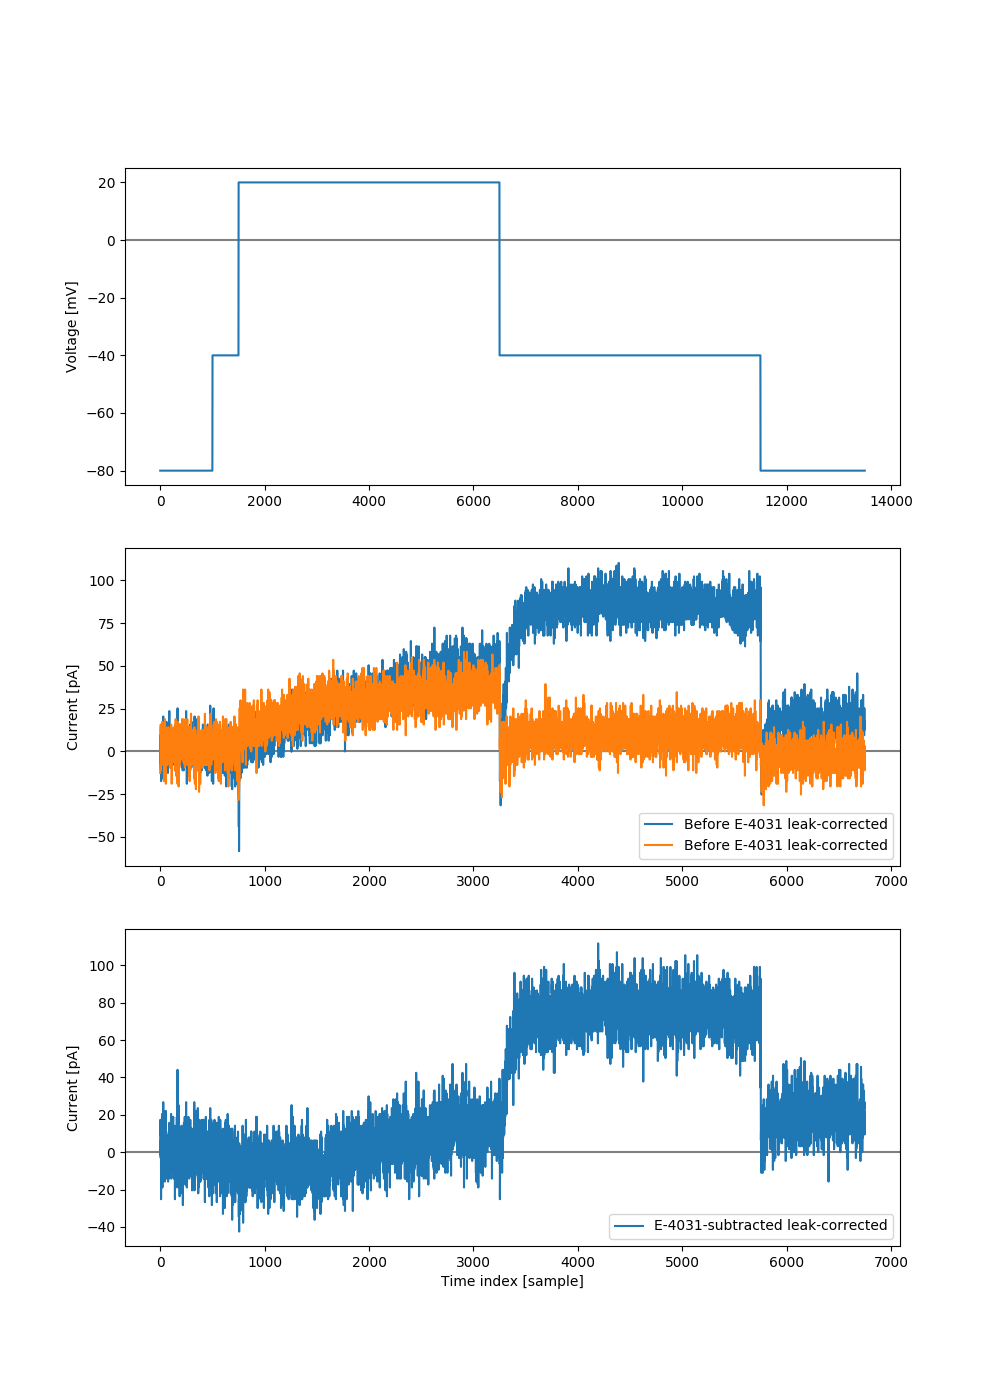 20
0
−20
−40
−60
−80
Voltage [mV]
0 2000 4000 6000 8000 10000 12000 14000
100
75
50
25
0
−25
−50
Current [pA]
Before E-4031 leak-corrected
Before E-4031 leak-corrected
0 1000 2000 3000 4000 5000 6000 7000
100
80
60
40
20
0
−20
−40
Current [pA]
E-4031-subtracted leak-corrected
0 1000 2000 3000 4000 5000 6000 7000
Time index [sample]